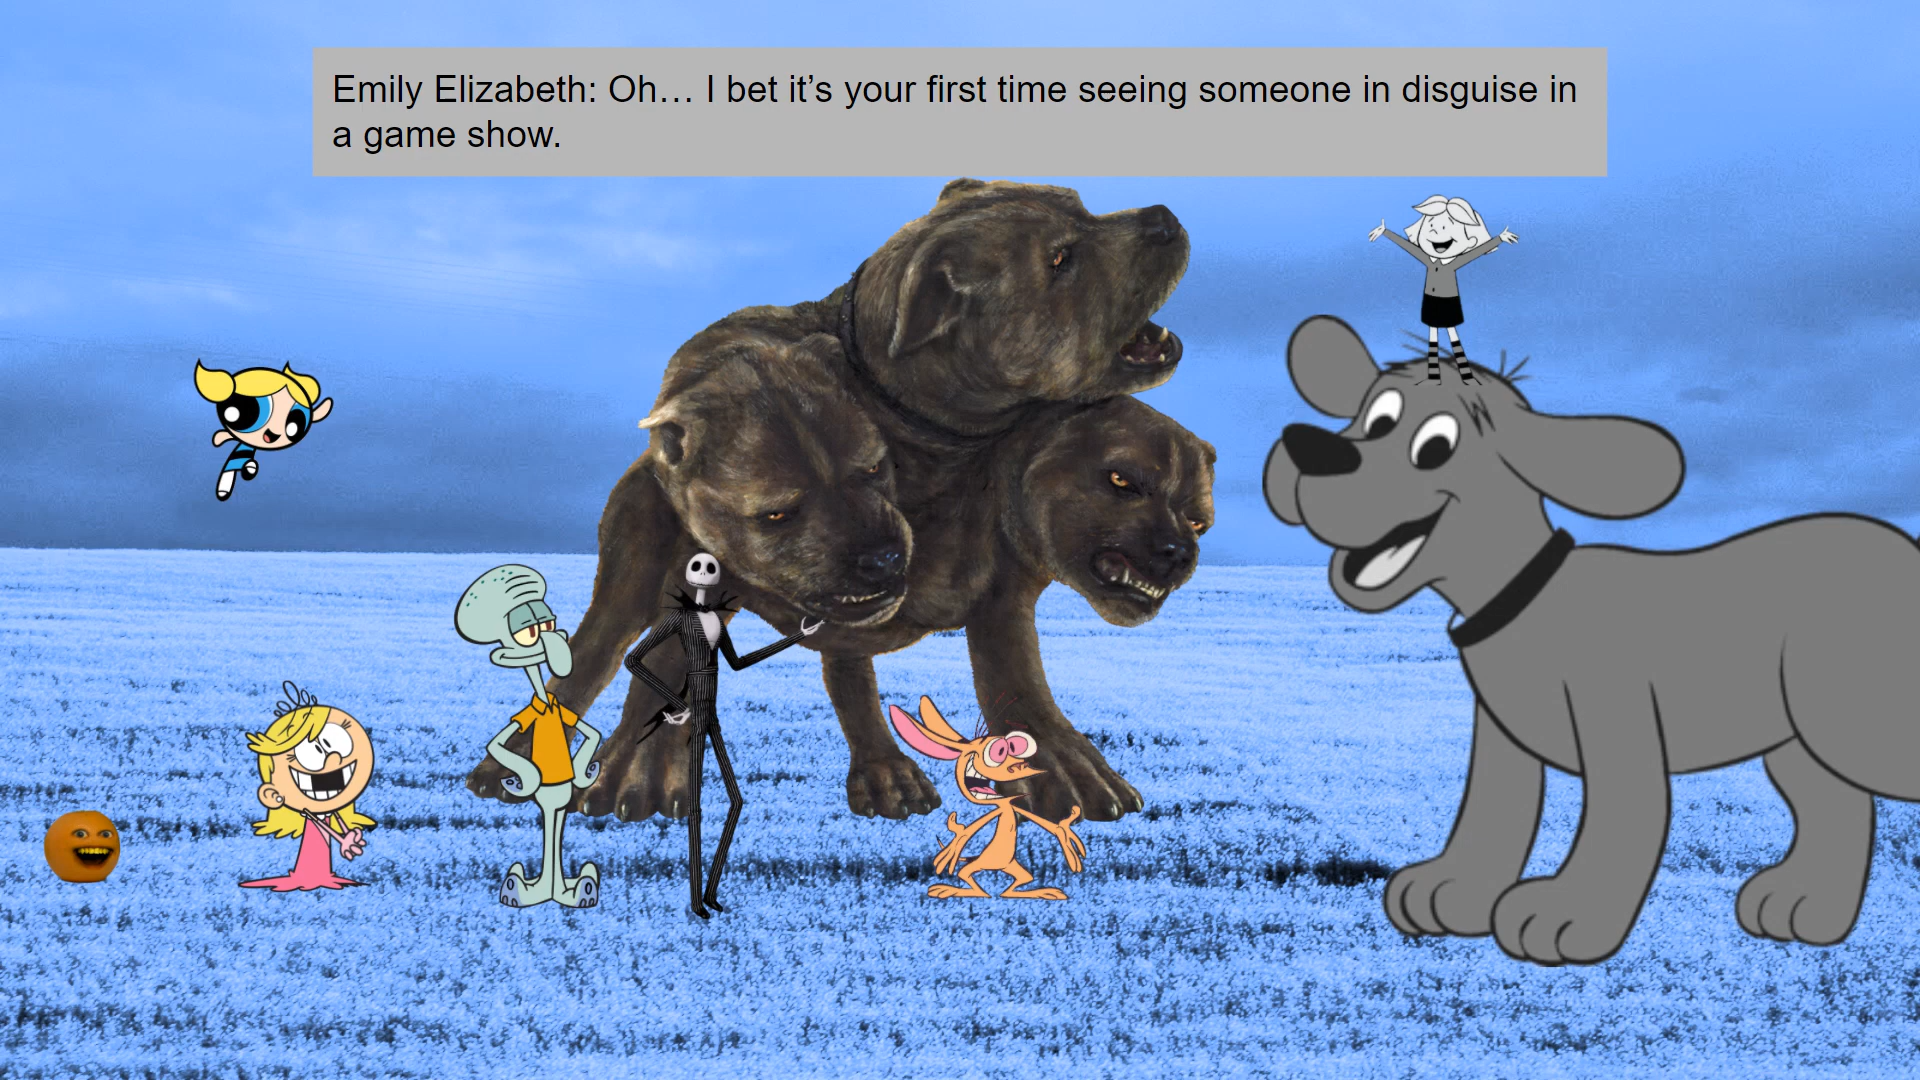 Emily Elizabeth: Oh… I bet it’s your first time seeing someone in disguise in
a game show.